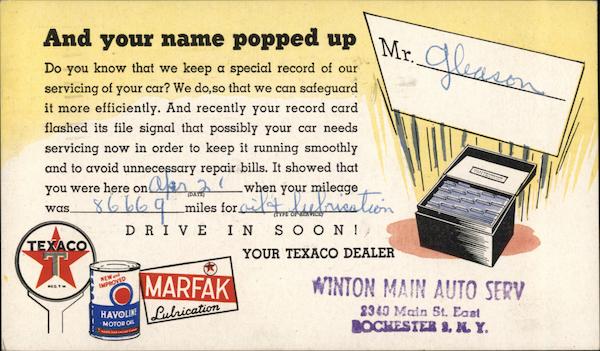 And your name popped up
Mr. Gleason
Do you know that we keep a special record of our
servicing of your car? We do, so that we can safeguard
it more efficiently. And recently your record card
flashed its file signal that possibly your car needs
servicing now in order to keep it running smoothly
and to avoid unnecessary repair bills. It showed that
you were here on Apr 21 when your mileage
(DATE)
was 86669 miles for oil & lubrication
(TYPE OF SERVICE)
DRIVE IN SOON!
YOUR TEXACO DEALER
TEXACO
T
REG. T M
NEW and
IMPROVED
HAVOLINE
MOTOR OIL
MARFAK
Lubrication
WINTON MAIN AUTO SERV
2340 Main St. East
ROCHESTER 9, N. Y.